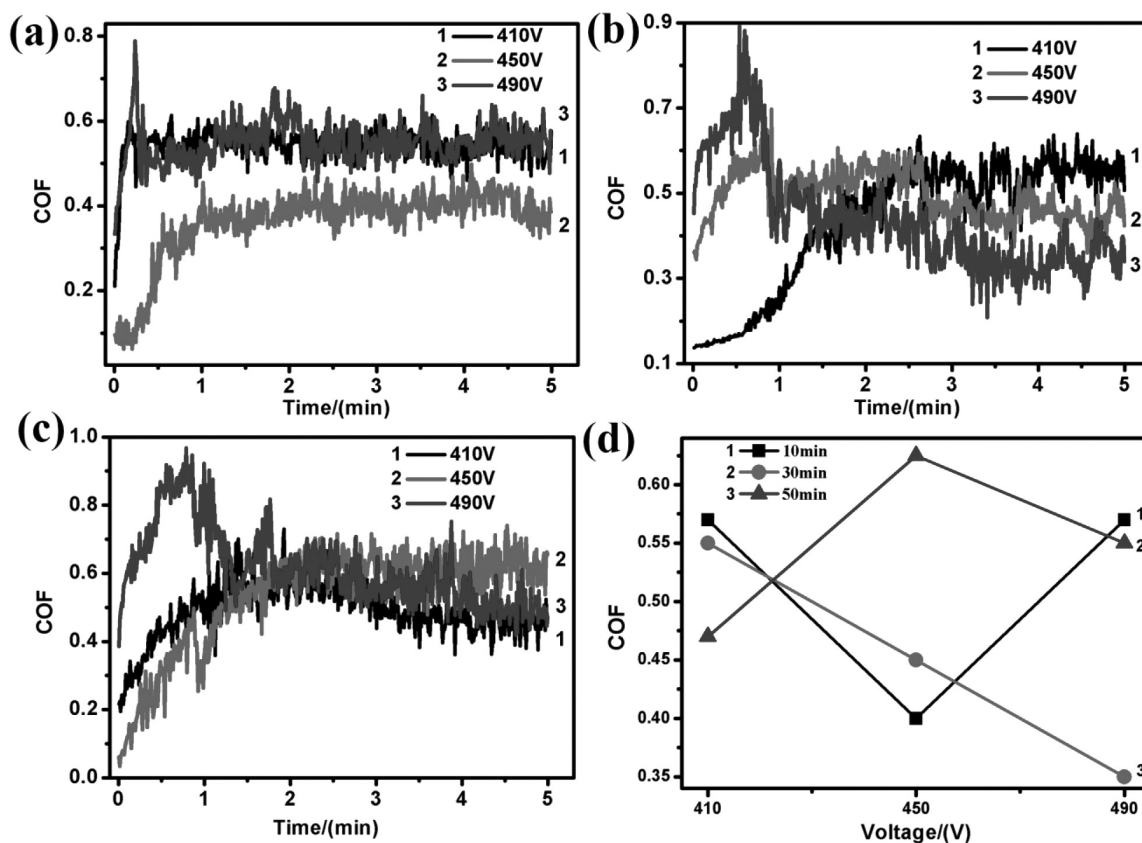 (a)
1 410V
2 450V
3 490V
0.8
0.6
0.4
0.2
COF
3
1
2
0 1 2 3 4 5
Time/(min)
(b)
1 410V
2 450V
3 490V
0.9
0.7
0.5
0.3
0.1
COF
1
2
3
0 1 2 3 4 5
Time/(min)
(c)
1 410V
2 450V
3 490V
1.0
0.8
0.6
0.4
0.2
0.0
COF
2
3
1
0 1 2 3 4 5
Time/(min)
(d)
1 10min
2 30min
3 50min
0.60
0.55
0.50
0.45
0.40
0.35
COF
1
2
3
410 450 490
Voltage/(V)